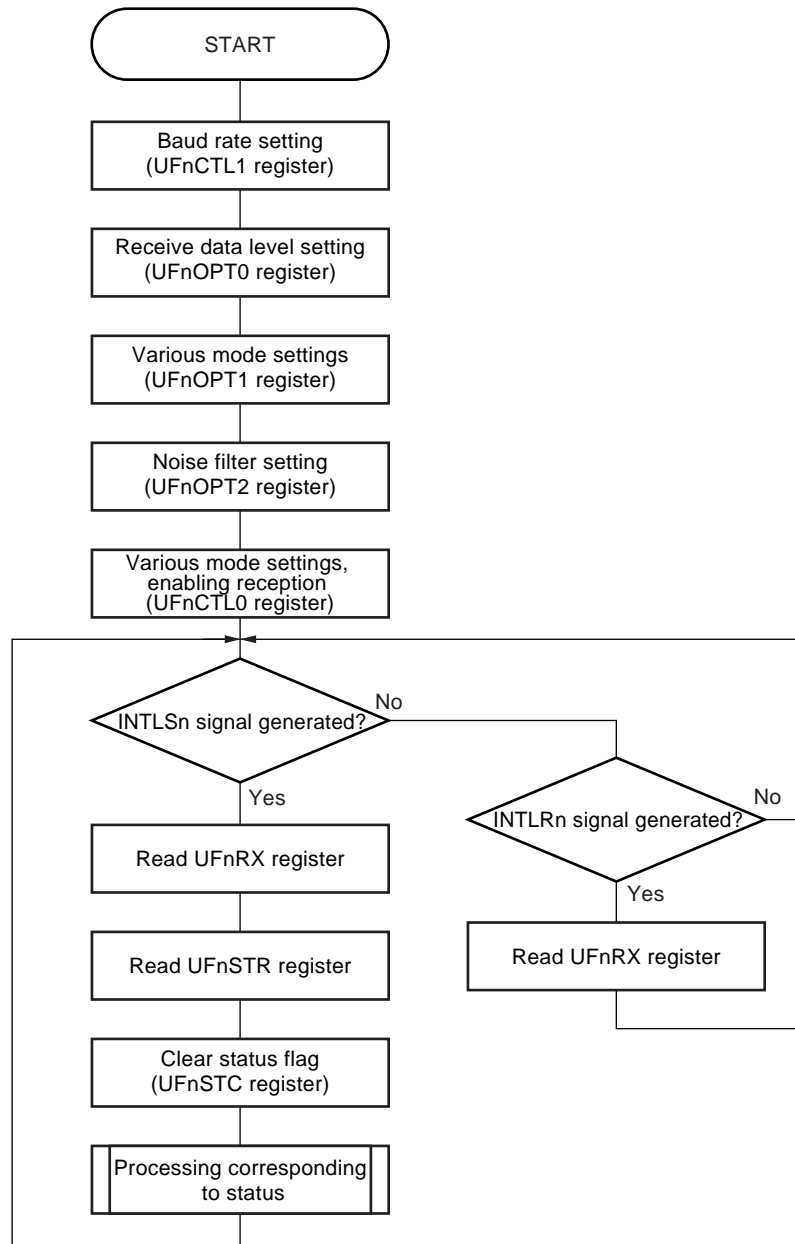 START
Baud rate setting
(UFnCTL1 register)
Receive data level setting
(UFnOPT0 register)
Various mode settings
(UFnOPT1 register)
Noise filter setting
(UFnOPT2 register)
Various mode settings,
enabling reception
(UFnCTL0 register)
INTLSn signal generated?
No
Yes
INTLRn signal generated?
No
Yes
Read UFnRX register
Read UFnRX register
Read UFnSTR register
Clear status flag
(UFnSTC register)
Processing corresponding
to status